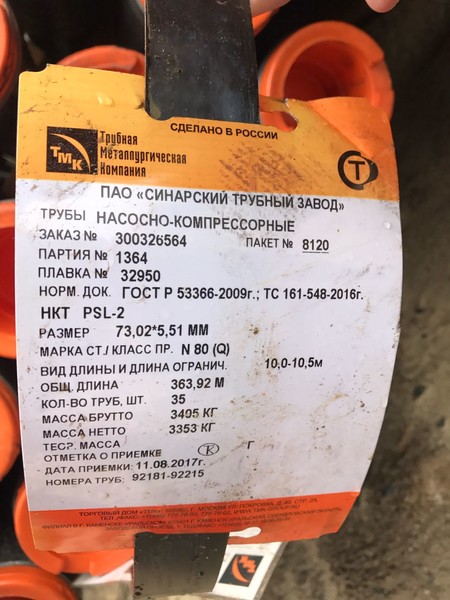 СДЕЛАНО В РОССИИ
ТМК
Трубная
Металлургическая
Компания
Т
ПАО «СИНАРСКИЙ ТРУБНЫЙ ЗАВОД»
ТРУБЫ НАСОСНО-КОМПРЕССОРНЫЕ
ЗАКАЗ № 300326564 ПАКЕТ № 8120
ПАРТИЯ № 1364
ПЛАВКА № 32950
НОРМ. ДОК. ГОСТ Р 53366-2009г.; ТС 161-548-2016г.
НКТ PSL-2
РАЗМЕР 73,02*5,51 ММ
МАРКА СТ./ КЛАСС ПР. N 80 (Q)
ВИД ДЛИНЫ И ДЛИНА ОГРАНИЧ. 10,0-10,5м
ОБЩ. ДЛИНА 363,92 М
КОЛ-ВО ТРУБ, ШТ. 35
МАССА БРУТТО 3405 КГ
МАССА НЕТТО 3353 КГ
ТЕОР. МАССА Г
ОТМЕТКА О ПРИЕМКЕ К
ДАТА ПРИЕМКИ: 11.08.2017г.
НОМЕРА ТРУБ: 92181-92215
ТМК